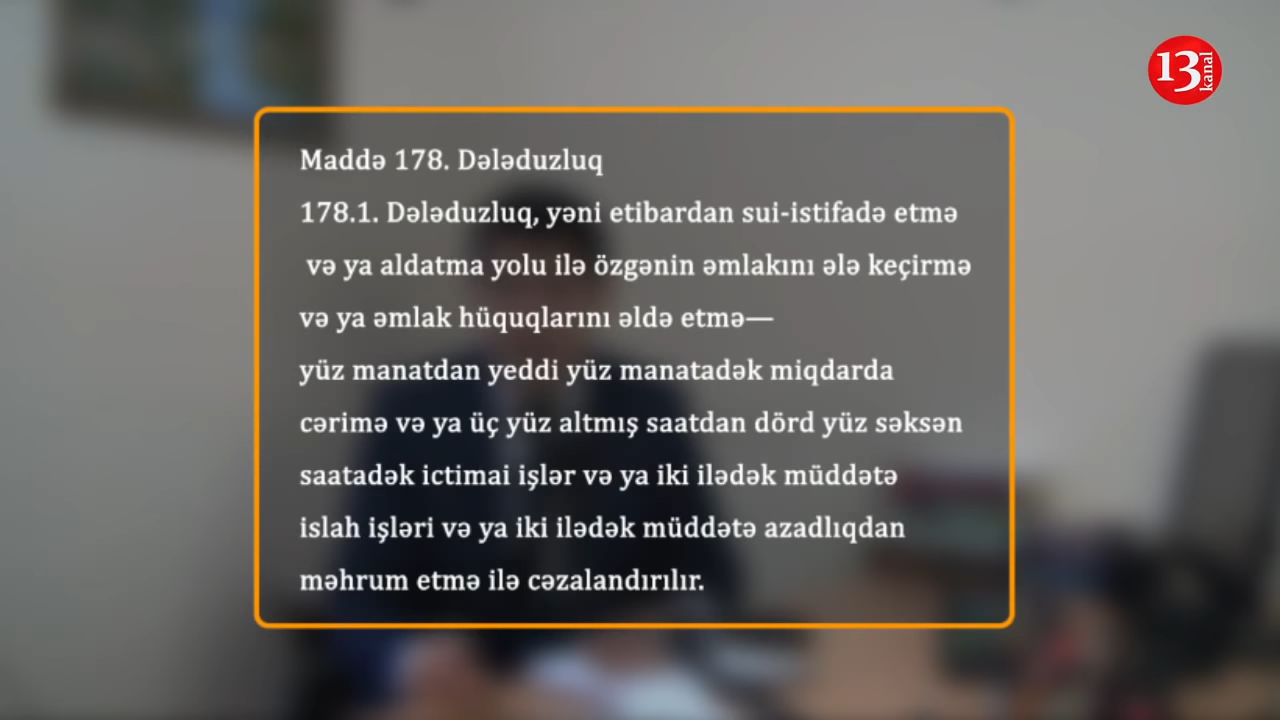 13 kanal
Maddə 178. Dələduzluq
178.1. Dələduzluq, yəni etibardan sui-istifadə etmə
və ya aldatma yolu ilə özgənin əmlakını ələ keçirmə
və ya əmlak hüquqlarını əldə etmə—
yüz manatdan yeddi yüz manatadək miqdarda
cərimə və ya üç yüz altmış saatdan dörd yüz səksən
saatadək ictimai işlər və ya iki ilədək müddətə
islah işləri və ya iki ilədək müddətə azadlıqdan
məhrum etmə ilə cəzalandırılır.